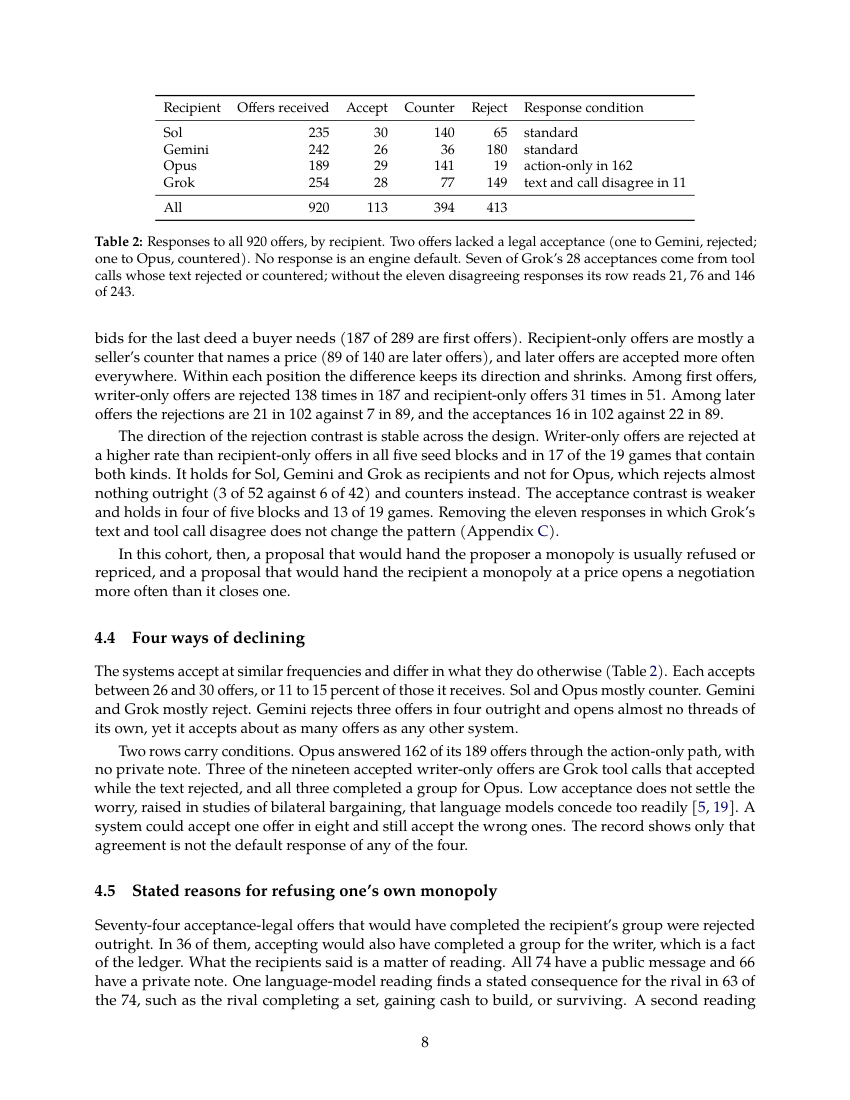 Recipient Offers received Accept Counter Reject Response condition
Sol 235 30 140 65 standard
Gemini 242 26 36 180 standard
Opus 189 29 141 19 action-only in 162
Grok 254 28 77 149 text and call disagree in 11
All 920 113 394 413
Table 2: Responses to all 920 offers, by recipient. Two offers lacked a legal acceptance (one to Gemini, rejected;
one to Opus, countered). No response is an engine default. Seven of Grok's 28 acceptances come from tool
calls whose text rejected or countered; without the eleven disagreeing responses its row reads 21, 76 and 146
of 243.
bids for the last deed a buyer needs (187 of 289 are first offers). Recipient-only offers are mostly a
seller's counter that names a price (89 of 140 are later offers), and later offers are accepted more often
everywhere. Within each position the difference keeps its direction and shrinks. Among first offers,
writer-only offers are rejected 138 times in 187 and recipient-only offers 31 times in 51. Among later
offers the rejections are 21 in 102 against 7 in 89, and the acceptances 16 in 102 against 22 in 89.
The direction of the rejection contrast is stable across the design. Writer-only offers are rejected at
a higher rate than recipient-only offers in all five seed blocks and in 17 of the 19 games that contain
both kinds. It holds for Sol, Gemini and Grok as recipients and not for Opus, which rejects almost
nothing outright (3 of 52 against 6 of 42) and counters instead. The acceptance contrast is weaker
and holds in four of five blocks and 13 of 19 games. Removing the eleven responses in which Grok's
text and tool call disagree does not change the pattern (Appendix C).
In this cohort, then, a proposal that would hand the proposer a monopoly is usually refused or
repriced, and a proposal that would hand the recipient a monopoly at a price opens a negotiation
more often than it closes one.
4.4 Four ways of declining
The systems accept at similar frequencies and differ in what they do otherwise (Table 2). Each accepts
between 26 and 30 offers, or 11 to 15 percent of those it receives. Sol and Opus mostly counter. Gemini
and Grok mostly reject. Gemini rejects three offers in four outright and opens almost no threads of
its own, yet it accepts about as many offers as any other system.
Two rows carry conditions. Opus answered 162 of its 189 offers through the action-only path, with
no private note. Three of the nineteen accepted writer-only offers are Grok tool calls that accepted
while the text rejected, and all three completed a group for Opus. Low acceptance does not settle the
worry, raised in studies of bilateral bargaining, that language models concede too readily [5, 19]. A
system could accept one offer in eight and still accept the wrong ones. The record shows only that
agreement is not the default response of any of the four.
4.5 Stated reasons for refusing one's own monopoly
Seventy-four acceptance-legal offers that would have completed the recipient's group were rejected
outright. In 36 of them, accepting would also have completed a group for the writer, which is a fact
of the ledger. What the recipients said is a matter of reading. All 74 have a public message and 66
have a private note. One language-model reading finds a stated consequence for the rival in 63 of
the 74, such as the rival completing a set, gaining cash to build, or surviving. A second reading
8